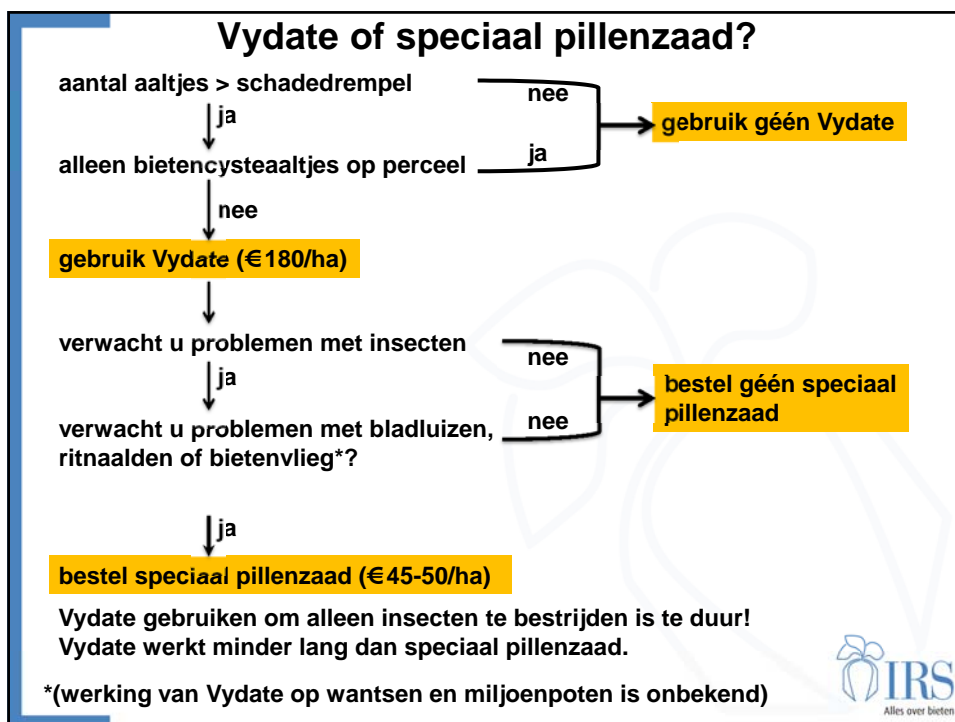 Vydate of speciaal pillenzaad?
aantal aaltjes > schadedrempel
nee
ja
gebruik géén Vydate
alleen bietencysteaaltjes op perceel
ja
nee
gebruik Vydate (€180/ha)
verwacht u problemen met insecten
nee
ja
bestel géén speciaal
pillenzaad
verwacht u problemen met bladluizen,
nee
ritnaalden of bietenvlieg*?
ja
bestel speciaal pillenzaad (€45-50/ha)
Vydate gebruiken om alleen insecten te bestrijden is te duur!
Vydate werkt minder lang dan speciaal pillenzaad.
*(werking van Vydate op wantsen en miljoenpoten is onbekend)
IRS
Alles over bieten